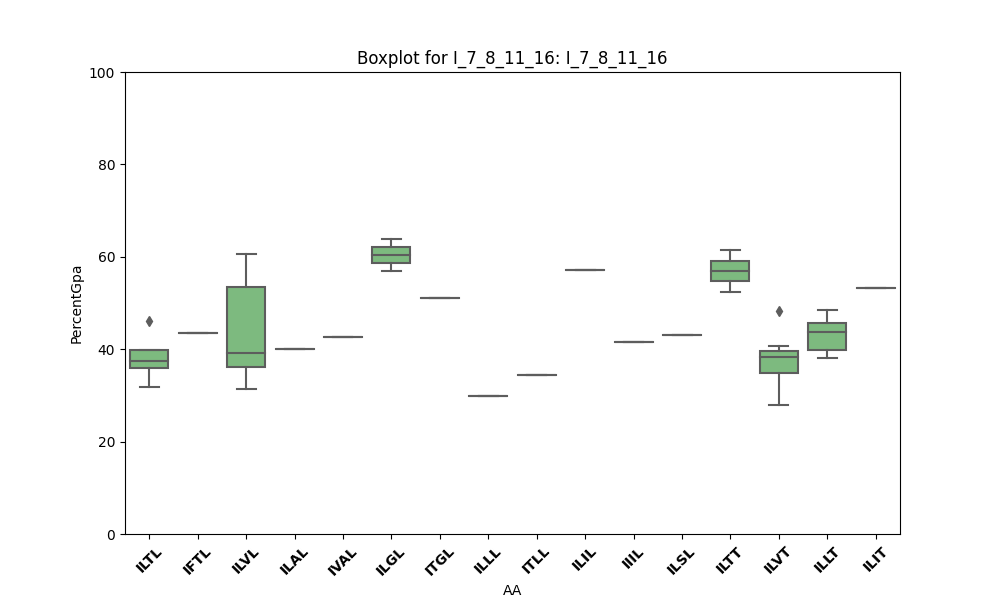 Boxplot for I_7_8_11_16: I_7_8_11_16
PercentGpa
100
80
60
40
20
0
ILTL IFTL ILVL ILAL IVAL ILGL ITGL ILLL ITLL ILIL IIIL ILSL ILTT ILVT ILLT ILIT
AA